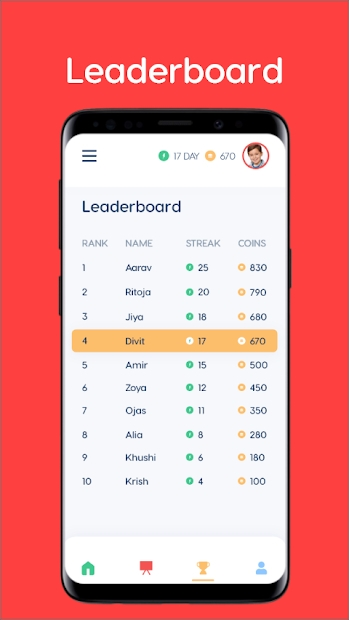 Leaderboard
17 DAY 670
Leaderboard
RANK NAME STREAK COINS
1 Aarav 25 830
2 Ritoja 20 790
3 Jiya 18 680
4 Divit 17 670
5 Amir 15 500
6 Zoya 12 450
7 Ojas 11 350
8 Alia 8 280
9 Khushi 6 180
10 Krish 4 100